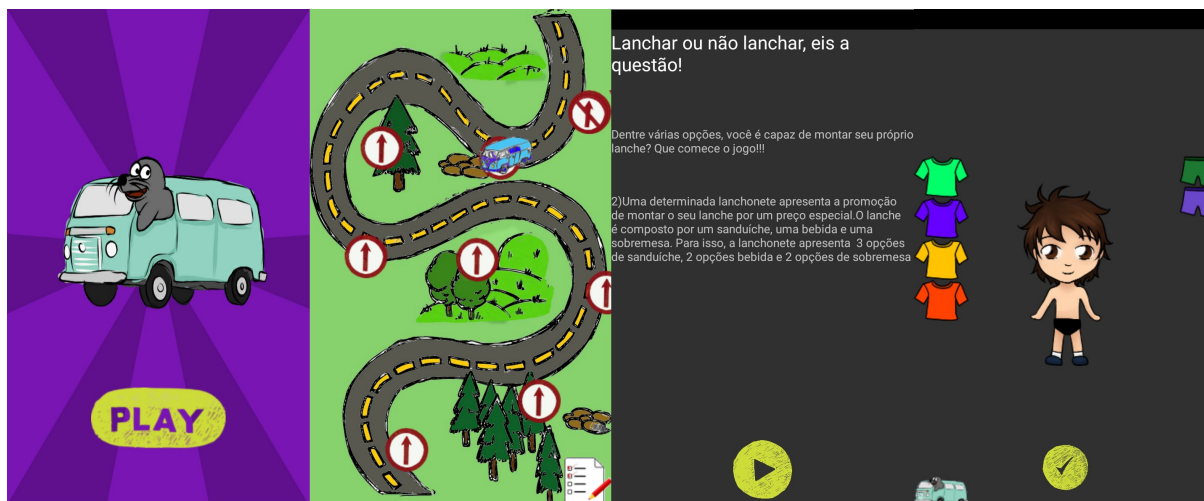 PLAY
Lanchar ou não lanchar, eis a
questão!
Dentre várias opções, você é capaz de montar seu próprio
lanche? Que comece o jogo!!!
2)Uma determinada lanchonete apresenta a promoção
de montar o seu lanche por um preço especial.O lanche
é composto por um sanduíche, uma bebida e uma
sobremesa. Para isso, a lanchonete apresenta  3 opções
de sanduíche, 2 opções bebida e 2 opções de sobremesa